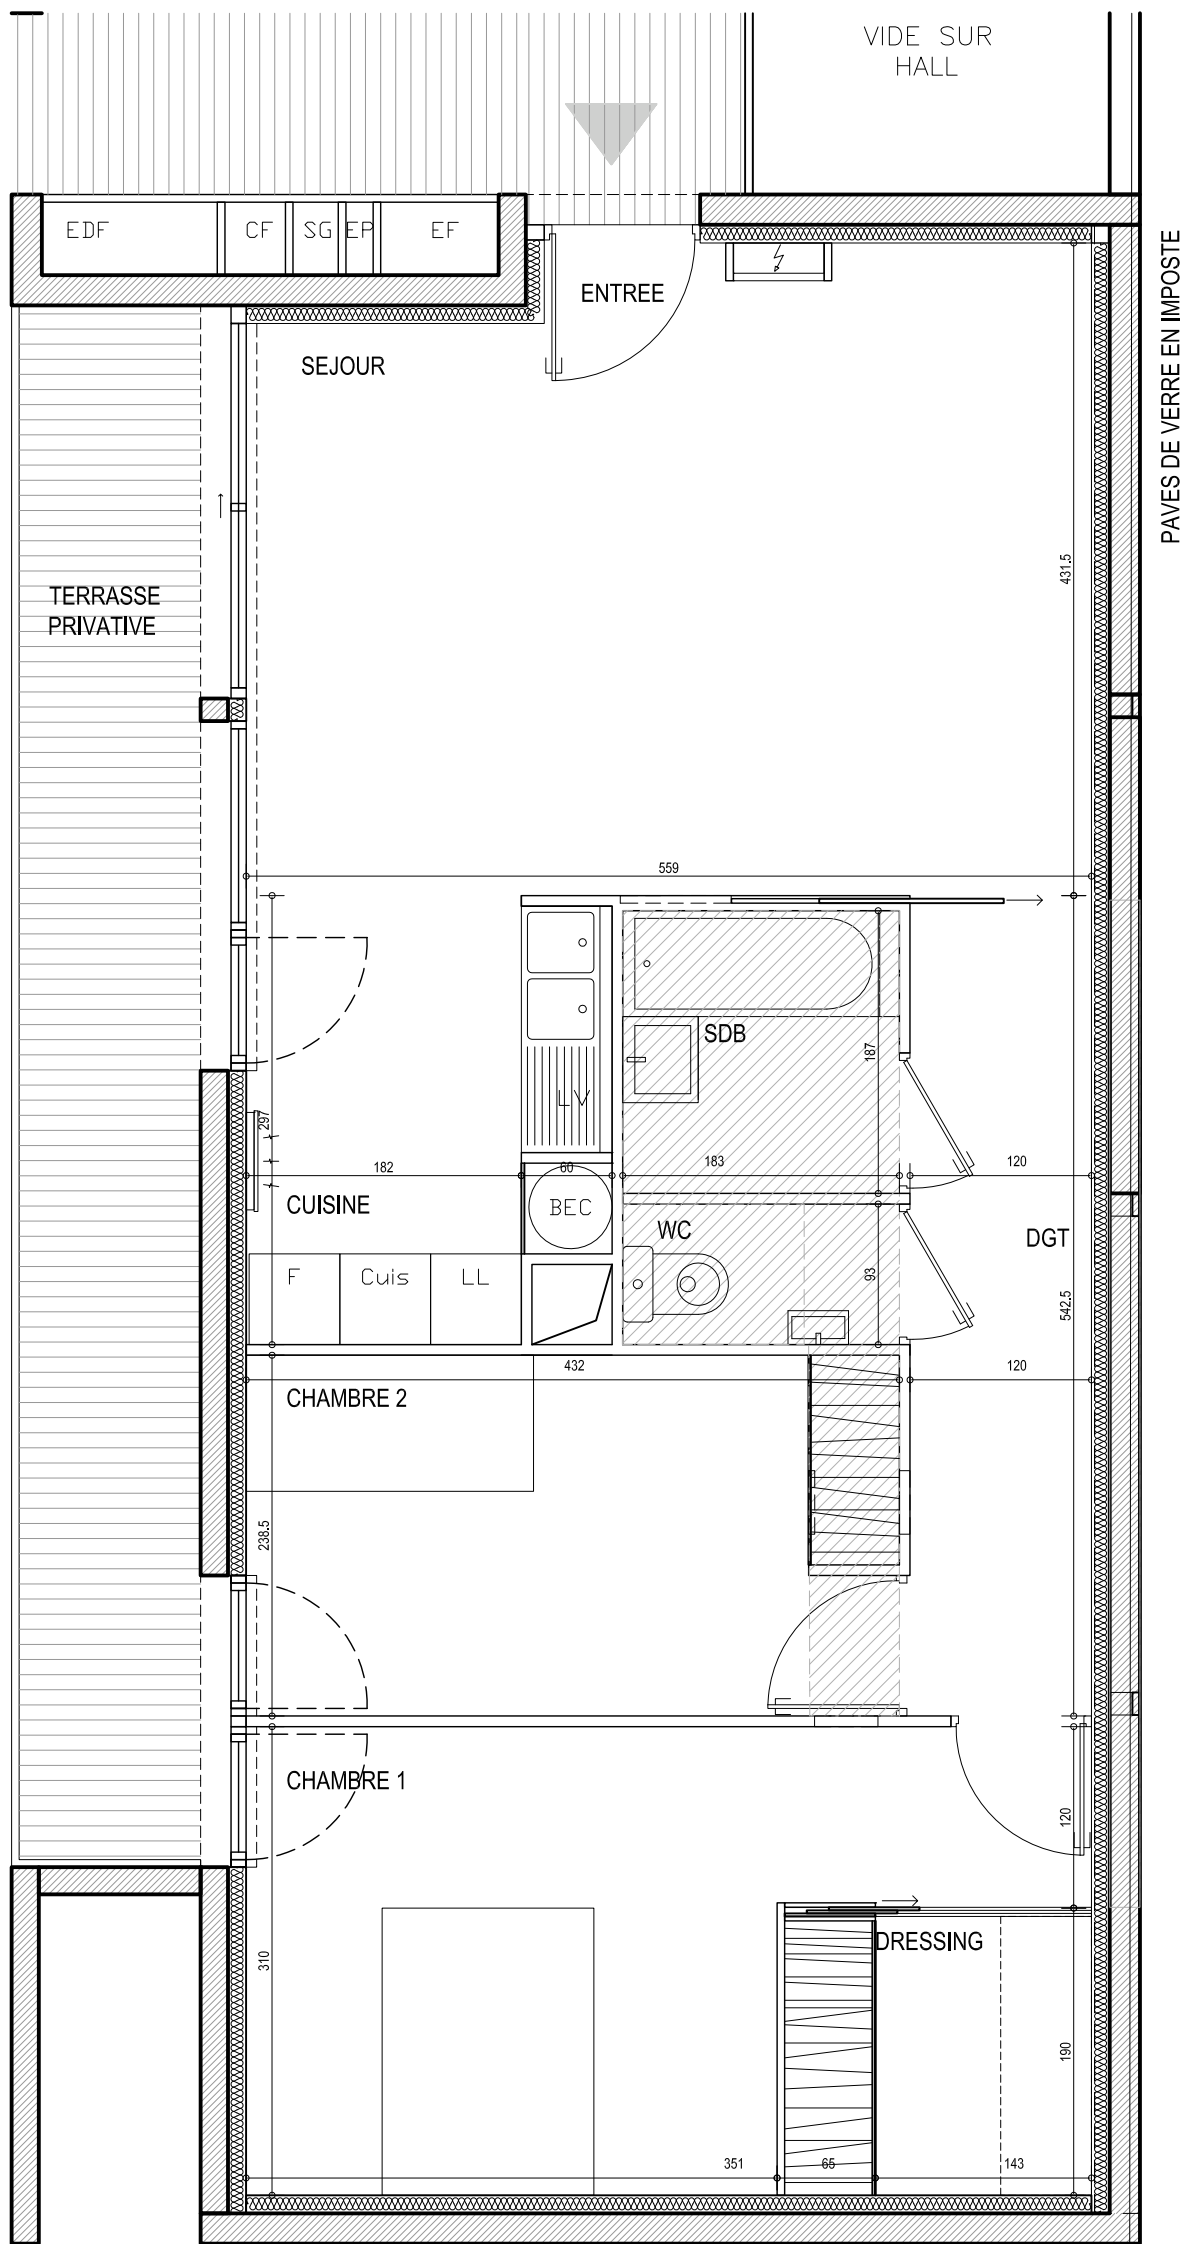 VIDE SUR
HALL
EDF
CF
SG
EP
EF
ENTREE
SEJOUR
PAVES DE VERRE EN IMPOSTE
TERRASSE
PRIVATIVE
431.5
559
SDB
187
LV
297
182
60
183
120
CUISINE
BEC
WC
DGT
F
Cuis
LL
93
542.5
432
120
CHAMBRE 2
238.5
CHAMBRE 1
120
DRESSING
310
190
351
65
143